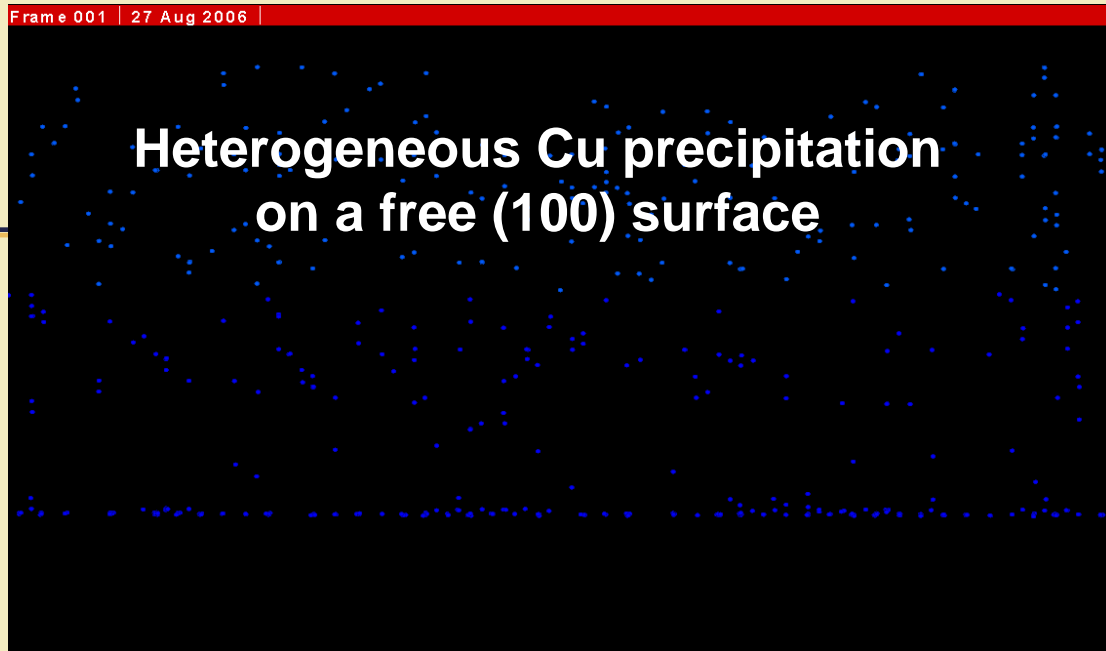 Frame 001 | 27 Aug 2006 |
Heterogeneous Cu precipitation
on a free (100) surface